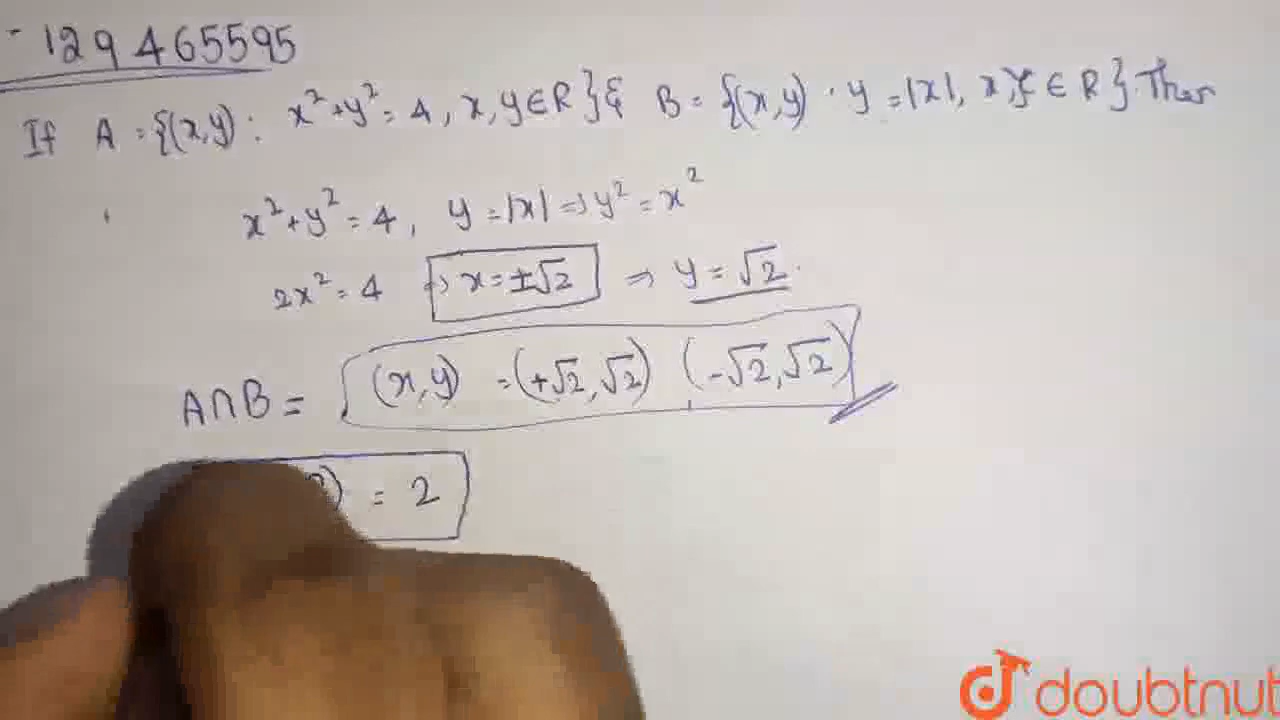 129465595
If A = {(x,y) : x²+y² = 4, x, y ∈ R} & B = {(x,y) · y = |x|, x,y ∈ R} Then
x²+y² = 4, y = |x| ⇒ y² = x²
2x² = 4 ⇒ x = ±√2 ⇒ y = √2.
A∩B = (x,y) = (+√2, √2) (-√2, √2)
) = 2
doubtnut